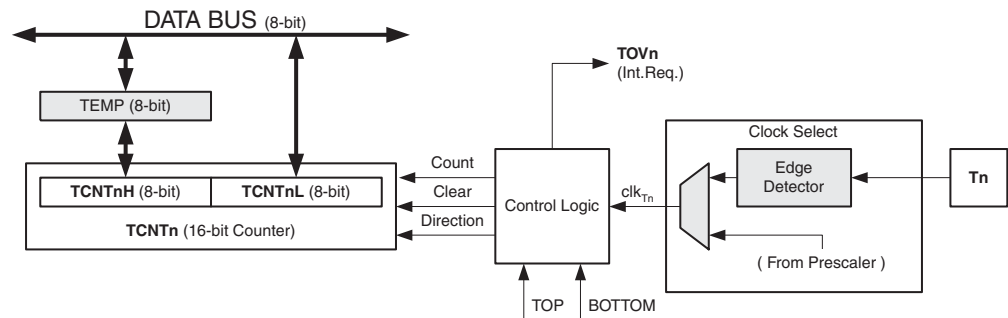 DATA BUS (8-bit)
TOVn
(Int.Req.)
TEMP (8-bit)
Clock Select
Count
Edge
Detector
Tn
TCNTnH (8-bit)
TCNTnL (8-bit)
Clear
Control Logic
clkTn
TCNTn (16-bit Counter)
Direction
( From Prescaler )
TOP
BOTTOM